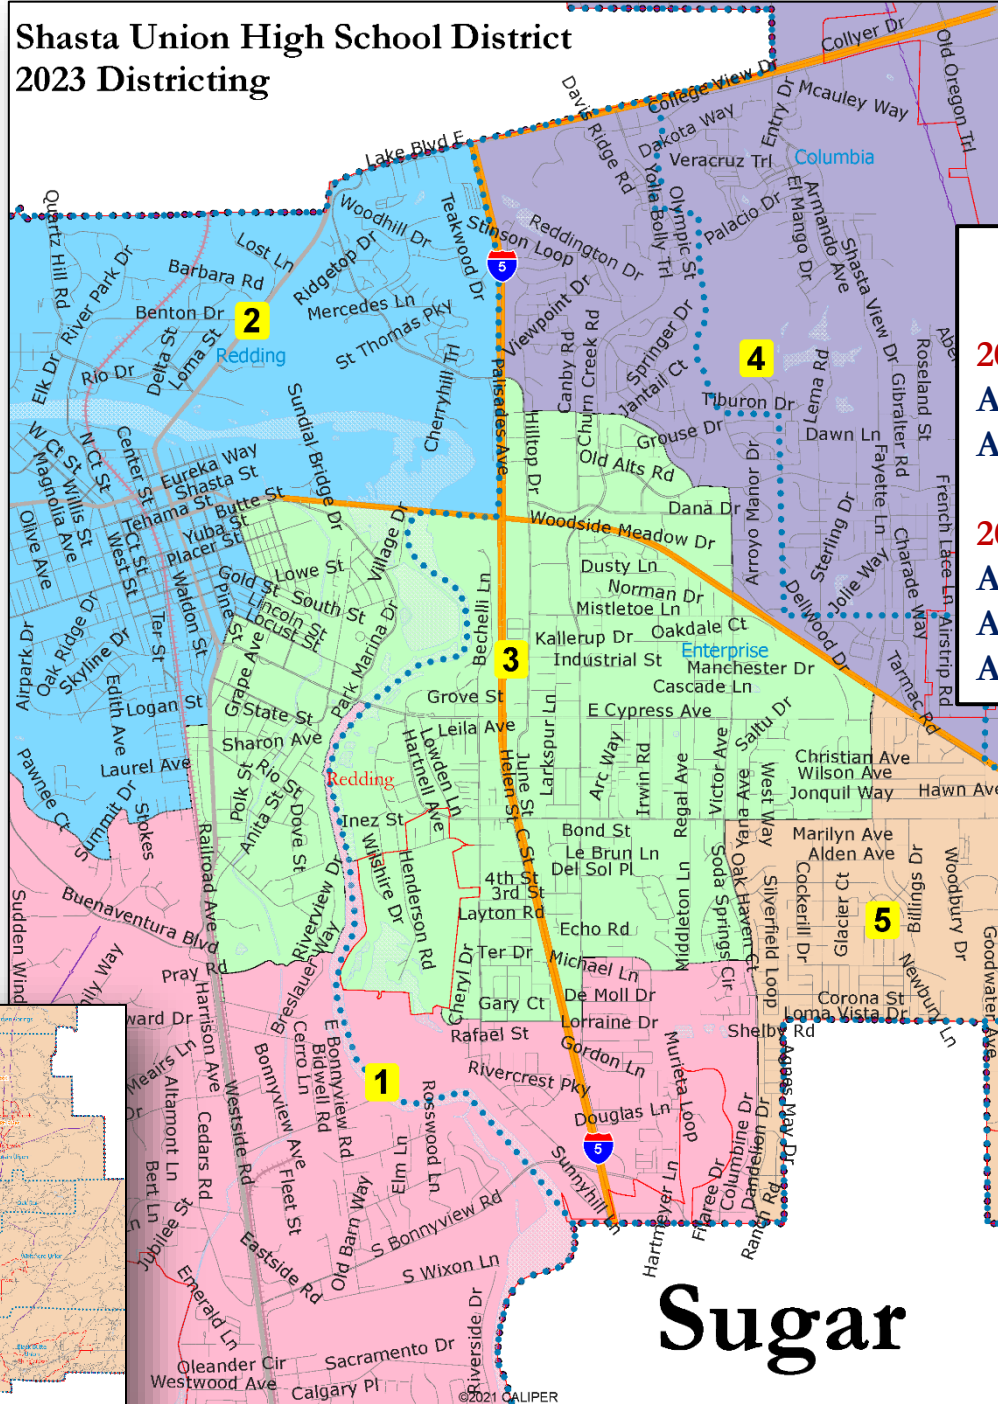 Shasta Union High School District
2023 Districting
Collyer Dr
Old Oregon Trl
College View Dr
Davis Ridge Rd
Mcauley Way
Entry Dr
Dakota Way
Lake Blvd E
Veracruz Trl
Columbia
Yolla Bolly Trl
Olympic St
Palacio Dr
El Mango Dr
Armando Ave
Shasta View Dr
Quartz Hill Rd
Woodhill Dr
Teakwood Dr
Stinson Loop
Reddington Dr
Lost Ln
Ridgetop Dr
River Park Dr
Barbara Rd
5
Mercedes Ln
Viewpoint Dr
Benton Dr
2
Redding
St Thomas Pky
Springer Dr
Canby Rd
Churn Creek Rd
4
Delta St
Loma St
Elk Dr
Rio Dr
Jantail Ct
Lema Rd
Roseland St
Gibralter Rd
Palisades Ave
Cherryhill Trl
Sundial Bridge Dr
Tiburon Dr
Hilltop Dr
Grouse Dr
Dawn Ln
Fayette Ln
W Ct St
N Ct St
Center St
Eureka Way
Shasta St
Old Alts Rd
Magnolia Ave
Willis St
Arroyo Manor Dr
French Lace Ln
Butte St
Tehama St
Dana Dr
Village Dr
Woodside Meadow Dr
Olive Ave
Yuba St
Placer St
Ct St
West St
Sterling Dr
Charade Way
Jolie Way
Gold St
Lowe St
Dusty Ln
Norman Dr
Mistletoe Ln
Pine St
Lincoln St
South St
Locust St
Waldon St
Dellwood Dr
Bechelli Ln
Airpark Dr
Oak Ridge Dr
Skyline Dr
Ter St
Park Marina Dr
Kallerup Dr
Oakdale Ct
Enterprise
Industrial St
3
Manchester Dr
Cascade Ln
Airstrip Rd
Tarmac Rd
Grape Ave
Edith Ave
Logan St
State St
Grove St
E Cypress Ave
Leila Ave
Saltu Dr
Sharon Ave
Hartnell Ave
Lowden Ln
Larkspur Ln
Christian Ave
Wilson Ave
Jonquil Way
Hawn Ave
Laurel Ave
Rio St
Polk St
Anita St
Dove St
Redding
Helen St
June St
C St
Arc Way
Irwin Rd
Regal Ave
Victor Ave
Yana Ave
West Way
Pawnee Ct
Summit Dr
Stokes
Inez St
Bond St
Le Brun Ln
Del Sol Pl
Marilyn Ave
Alden Ave
Railroad Ave
Wilshire Dr
Henderson Rd
4th St
3rd St
Layton Rd
Echo Rd
Middleton Ln
Soda Springs Cir
Oak Haven Ct
Silverfield Loop
Cockerill Dr
Glacier Ct
5
Billings Dr
Woodbury Dr
Sudden Wind
Buenaventura Blvd
Riverview Dr
Ter Dr
Michael Ln
Newbury Ln
Goodwater Ave
Pray Rd
Breslauer Way
Cheryl Dr
Gary Ct
De Moll Dr
Corona St
Loma Vista Dr
ward Dr
Harrison Ave
Lorraine Dr
Shelby Rd
Rafael St
Meairs Ln
Cerro Ln
Bidwell Rd
E Bonnyview Rd
Gordon Ln
Murieta Loop
Agnes May Dr
1
Rivercrest Pky
Altamont Ln
Westside Rd
Bonnyview Ave
Rosswood Ln
Douglas Ln
Cedars Rd
Elm Ln
5
Sunnyhill Ln
Columbine Dr
Dandelion Dr
Bert Ln
Fleet St
Old Barn Way
Hartmeyer Ln
Filaree Dr
Ranch Rd
Jubilee St
S Bonnyview Rd
Eastside Rd
S Wixon Ln
Emerald Ln
Riverside Dr
Sugar
Oleander Cir
Sacramento Dr
Westwood Ave
Calgary Pl
©2021 CALIPER